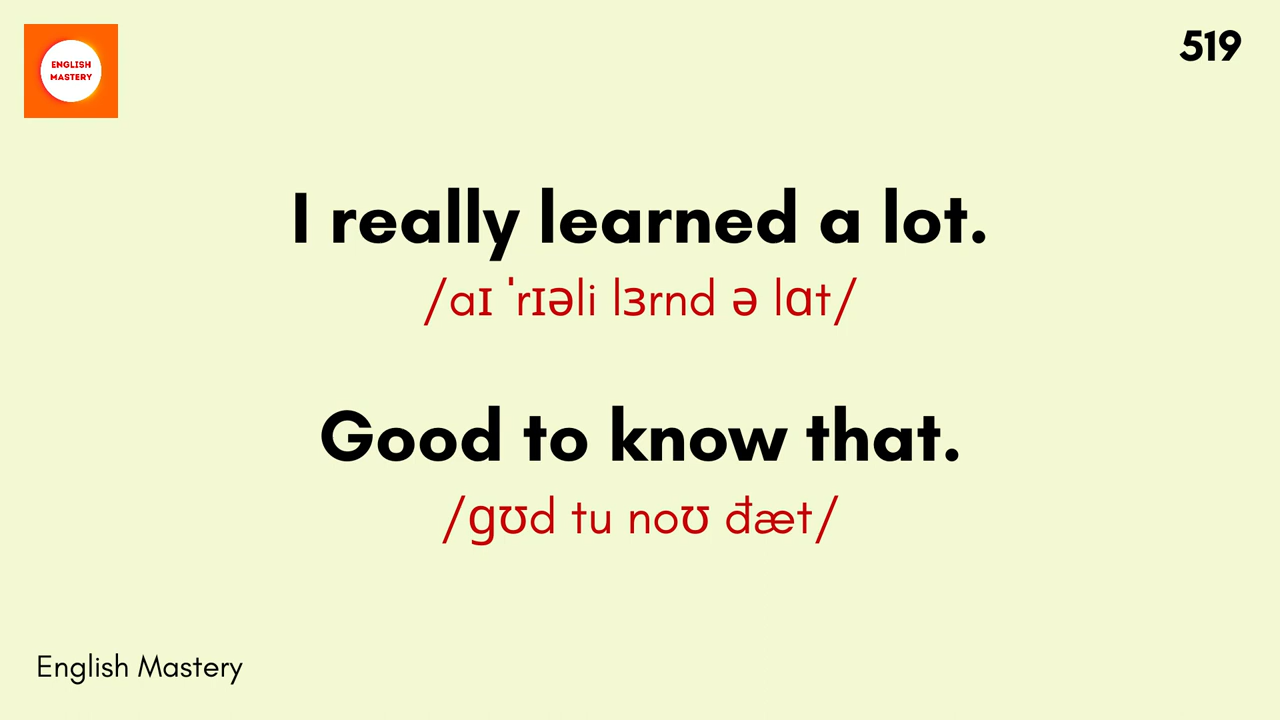 ENGLISH
MASTERY
519
I really learned a lot.
/aɪ ˈrɪəli lɜrnd ə lɑt/
Good to know that.
/ɡʊd tu noʊ đæt/
English Mastery